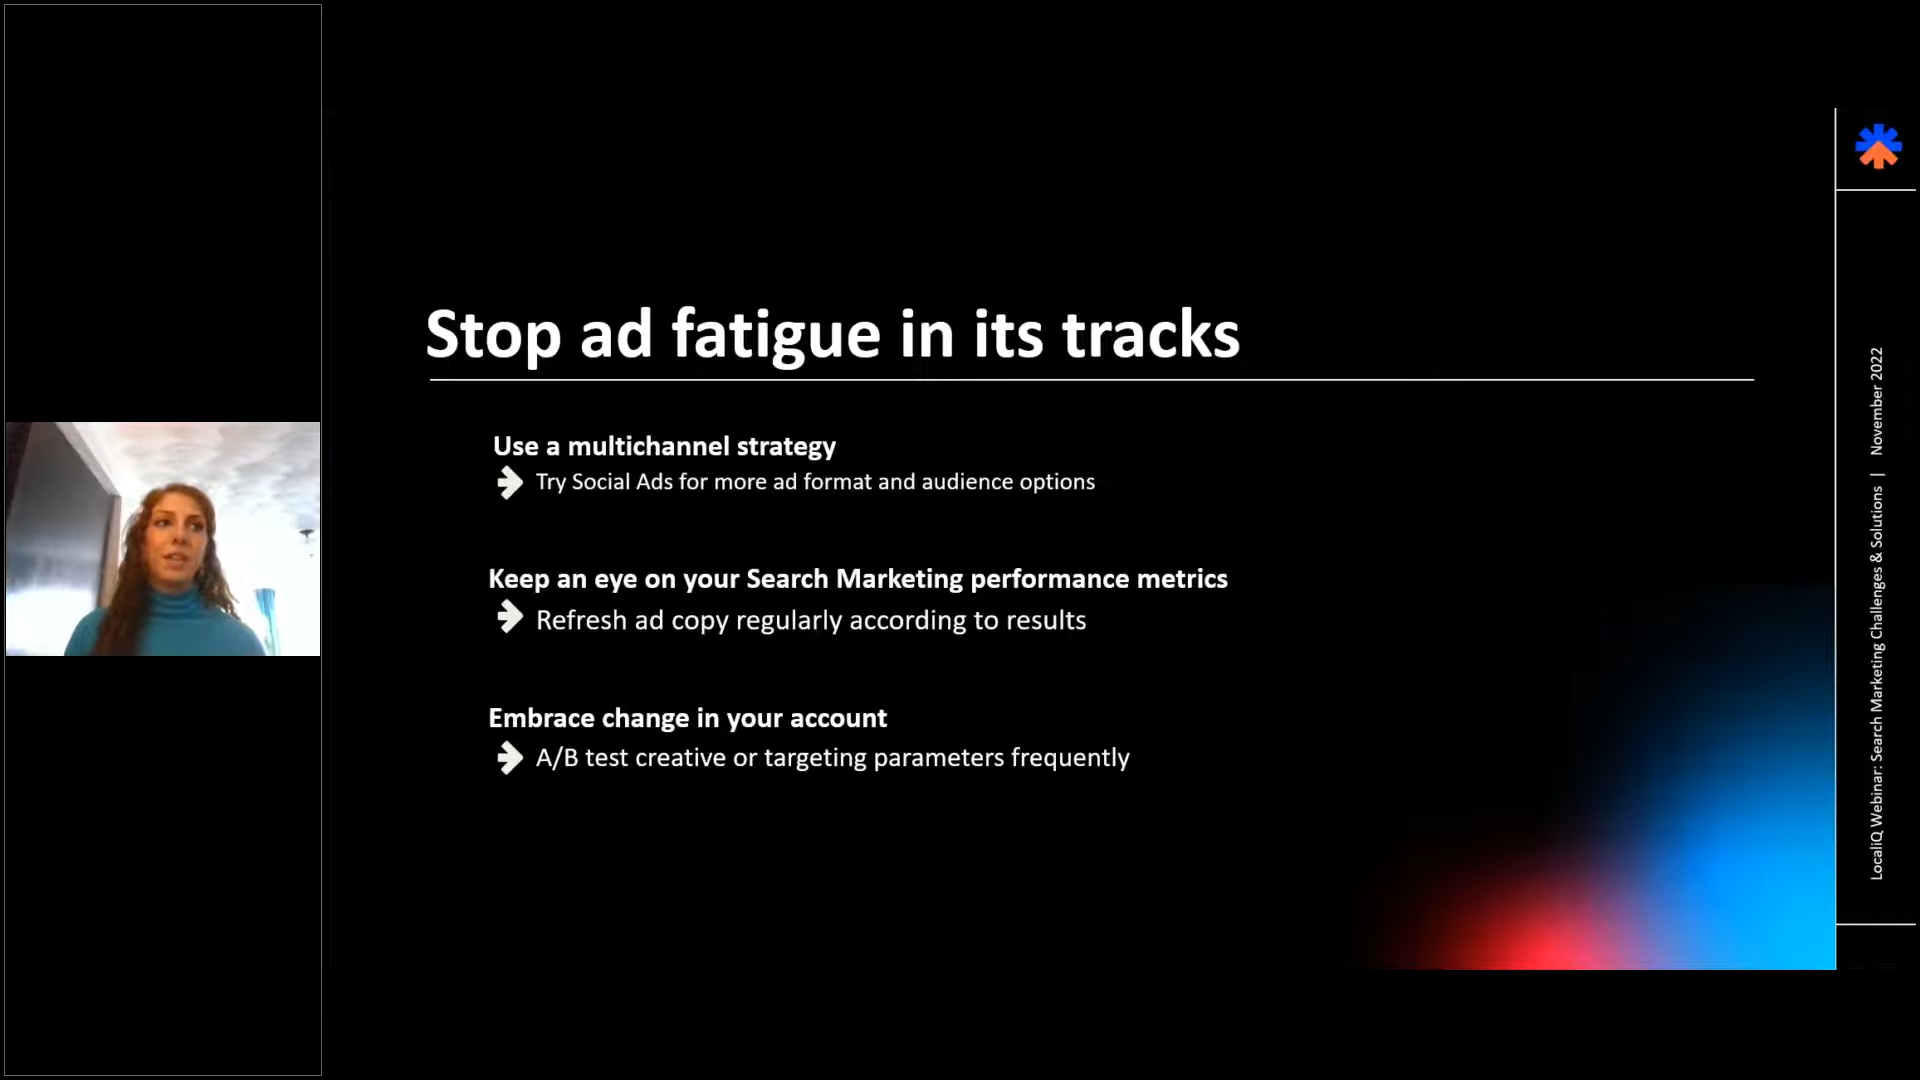 Stop ad fatigue in its tracks
Use a multichannel strategy
Try Social Ads for more ad format and audience options
Keep an eye on your Search Marketing performance metrics
Refresh ad copy regularly according to results
Embrace change in your account
A/B test creative or targeting parameters frequently
LocaliQ Webinar: Search Marketing Challenges & Solutions | November 2022